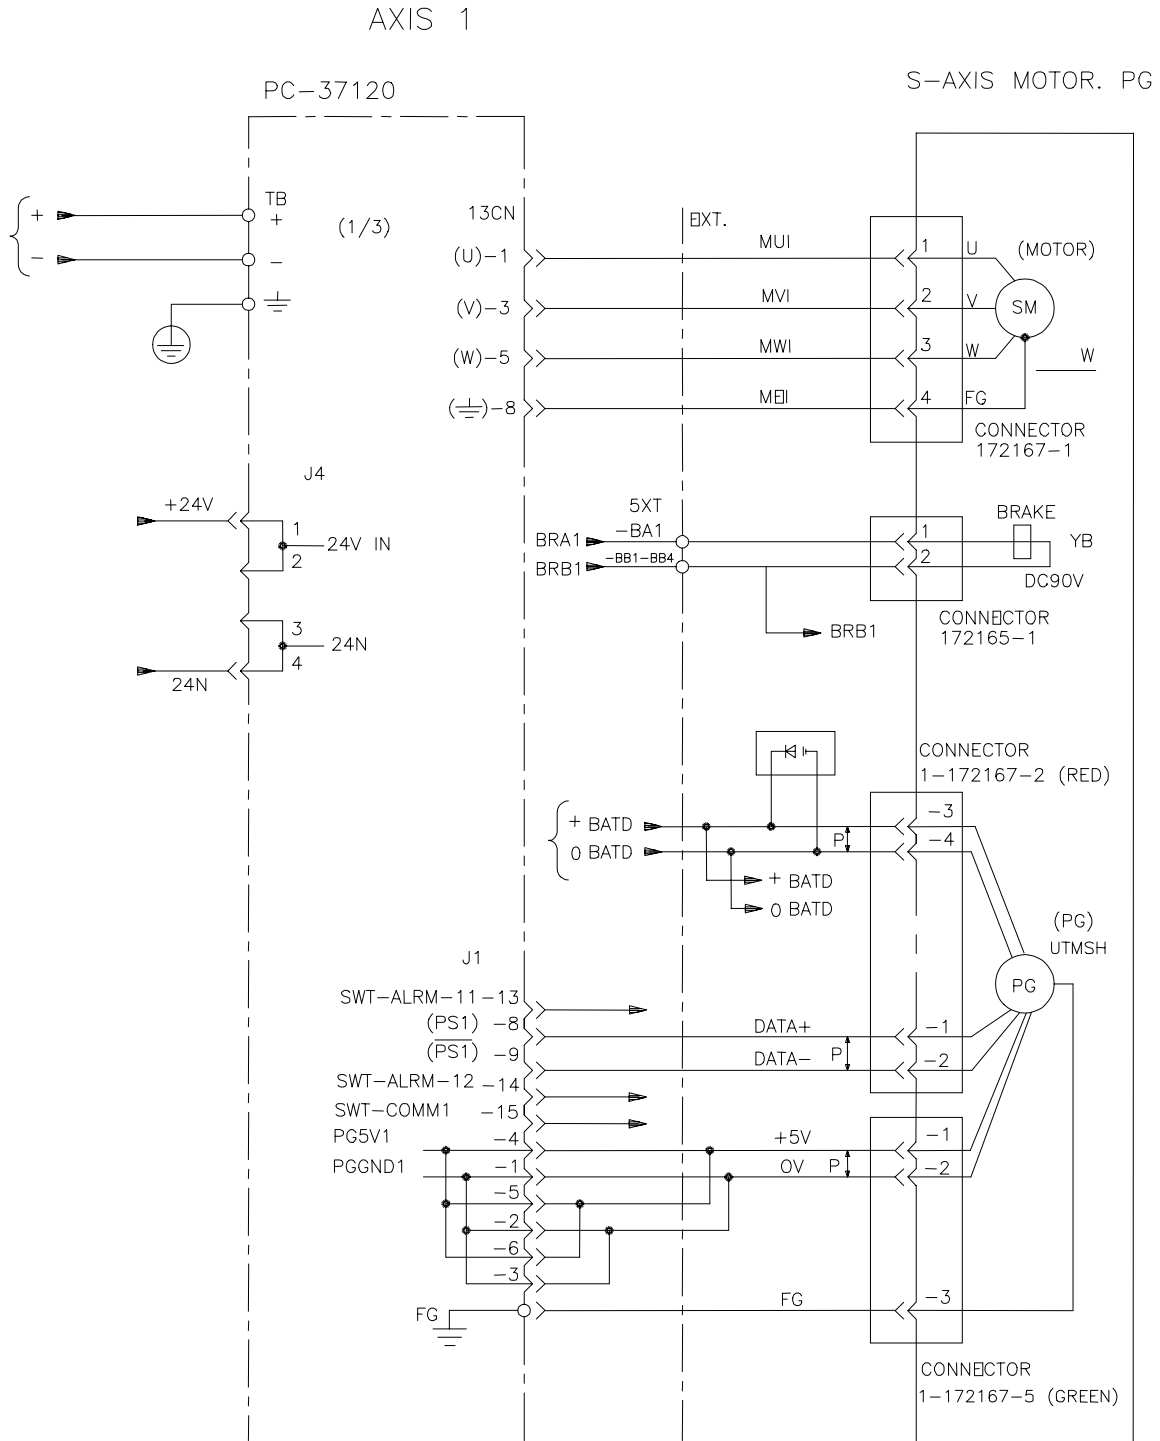 AXIS 1
PC-37120
S-AXIS MOTOR. PG
TB
+
+
(1/3)
-
-
13CN
EXT.
(U)-1
MU1
1
U
(MOTOR)
(V)-3
MV1
2
V
SM
(W)-5
MW1
3
W
W
( )-8
ME1
4
FG
CONNECTOR
172167-1
J4
+24V
1
24V IN
2
3
24N
4
24N
5XT
BRA1
-BA1
BRB1
-BB1-BB4
BRB1
1
2
BRAKE
YB
DC90V
CONNECTOR
172165-1
CONNECTOR
1-172167-2 (RED)
+ BATD
0 BATD
P
-3
-4
+ BATD
0 BATD
(PG)
UTMSH
PG
J1
SWT-ALRM-11 -13
(PS1) -8
DATA+
-1
(PS1) -9
DATA-
P
-2
SWT-ALRM-12 -14
SWT-COMM1 -15
PG5V1 -4
+5V
-1
PGGND1 -1
0V
P
-2
-5
-2
-6
-3
FG
FG
-3
CONNECTOR
1-172167-5 (GREEN)